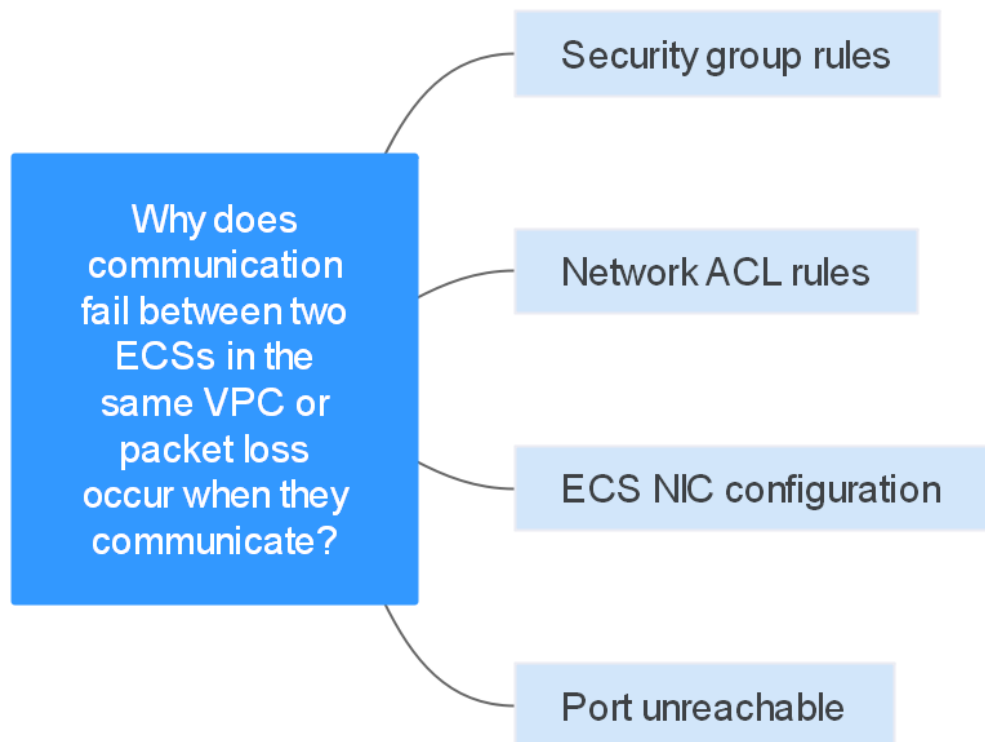 Why does
communication
fail between two
ECSs in the
same VPC or
packet loss
occur when they
communicate?
Security group rules
Network ACL rules
ECS NIC configuration
Port unreachable